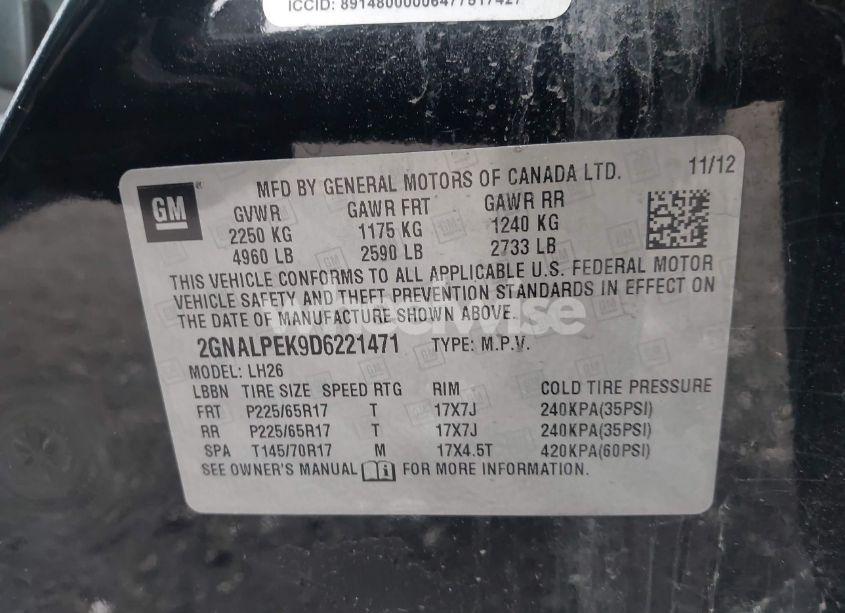 ICCID: 89148000006477517427
GM
MFD BY GENERAL MOTORS OF CANADA LTD.
11/12
GVWR GAWR FRT GAWR RR
2250 KG 1175 KG 1240 KG
4960 LB 2590 LB 2733 LB
THIS VEHICLE CONFORMS TO ALL APPLICABLE U.S. FEDERAL MOTOR
VEHICLE SAFETY AND THEFT PREVENTION STANDARDS IN EFFECT ON
THE DATE OF MANUFACTURE SHOWN ABOVE.
wheelwise
2GNALPEK9D6221471 TYPE: M.P.V.
MODEL: LH26
LBBN TIRE SIZE SPEED RTG RIM COLD TIRE PRESSURE
FRT P225/65R17 T 17X7J 240KPA(35PSI)
RR P225/65R17 T 17X7J 240KPA(35PSI)
SPA T145/70R17 M 17X4.5T 420KPA(60PSI)
SEE OWNER'S MANUAL FOR MORE INFORMATION.